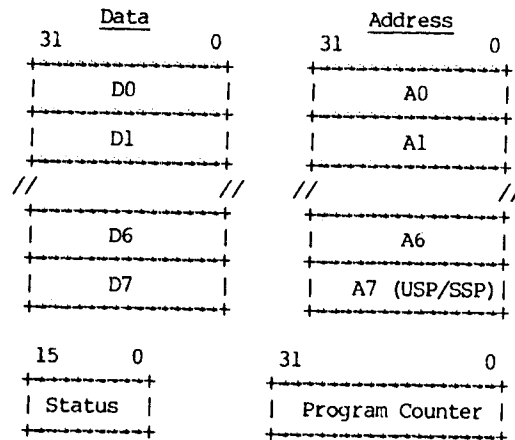 Data Address
31 0 31 0
+-----------------+ +-----------------+
| D0 | | A0 |
+-----------------+ +-----------------+
| D1 | | A1 |
+-----------------+ +-----------------+
// // // //
+-----------------+ +-----------------+
| D6 | | A6 |
+-----------------+ +-----------------+
| D7 | | A7 (USP/SSP) |
+-----------------+ +-----------------+
15 0 31 0
+----------+ +-------------------+
| Status | | Program Counter |
+----------+ +-------------------+